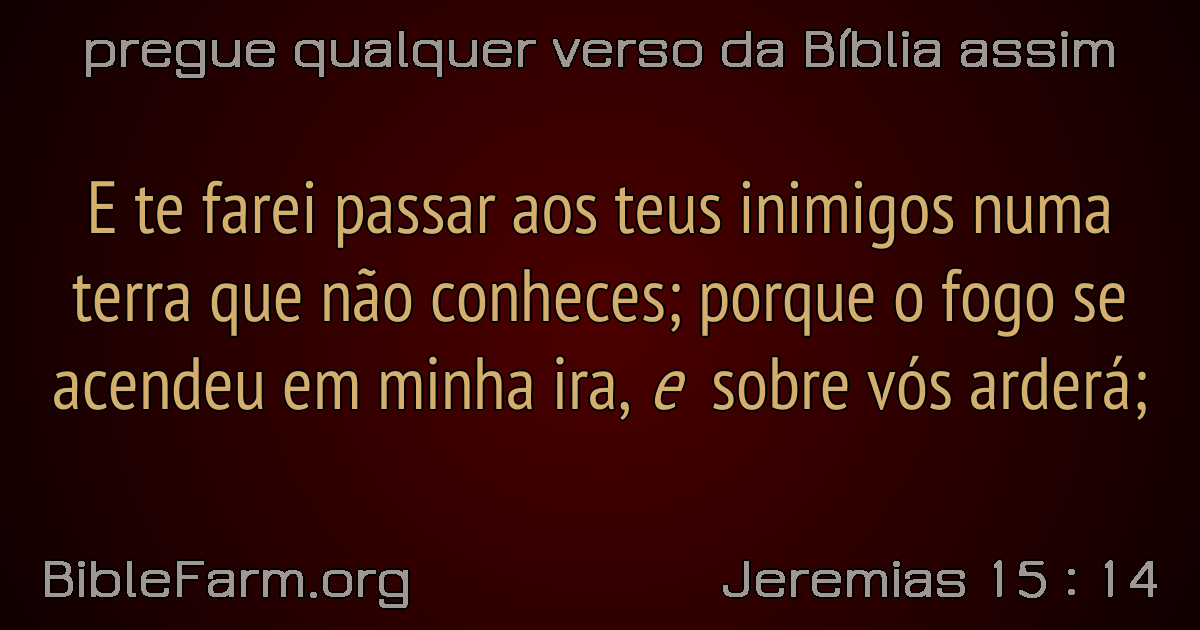 pregue qualquer verso da Bíblia assim
E te farei passar aos teus inimigos numa
terra que não conheces; porque o fogo se
acendeu em minha ira, e sobre vós arderá;
BibleFarm.org
Jeremias 15 : 14